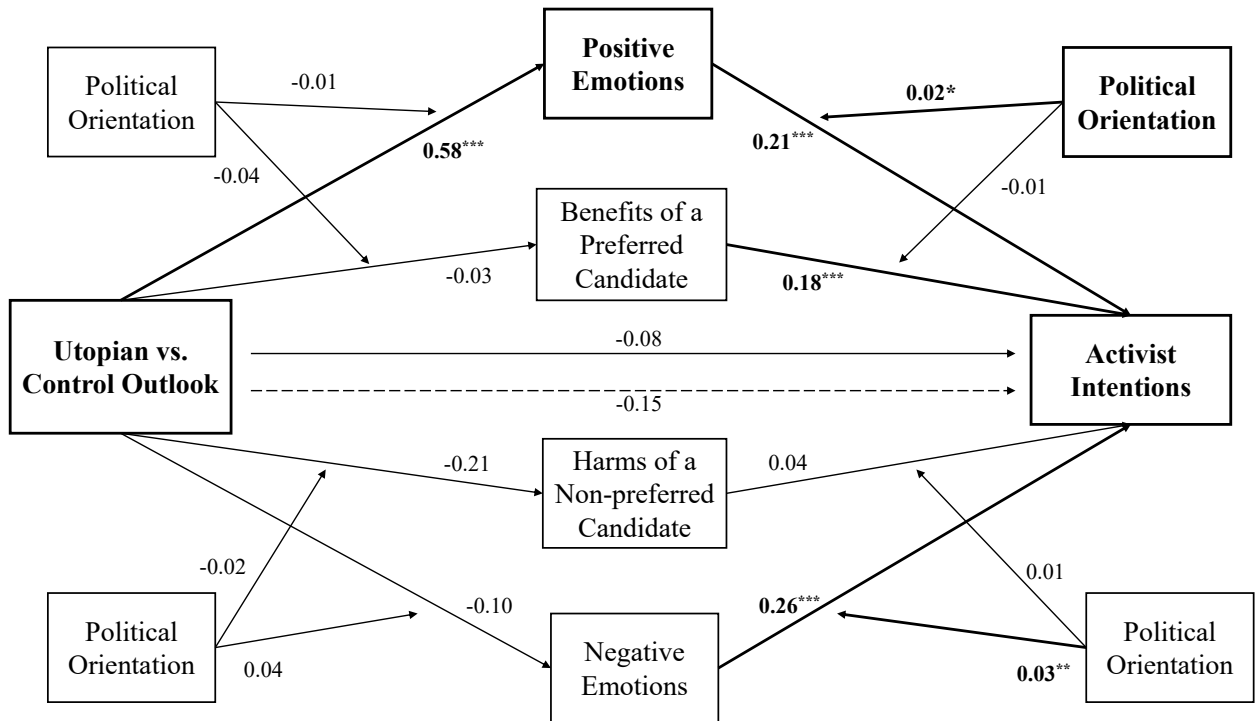 Positive
Emotions
Political
Orientation
-0.01
0.02*
Political
Orientation
0.58***
0.21***
-0.04
-0.01
Benefits of a
Preferred
Candidate
-0.03
0.18***
Utopian vs.
Control Outlook
-0.08
-0.15
Activist
Intentions
-0.21
Harms of a
Non-preferred
Candidate
0.04
-0.02
0.01
-0.10
0.26***
Political
Orientation
0.04
Negative
Emotions
0.03**
Political
Orientation